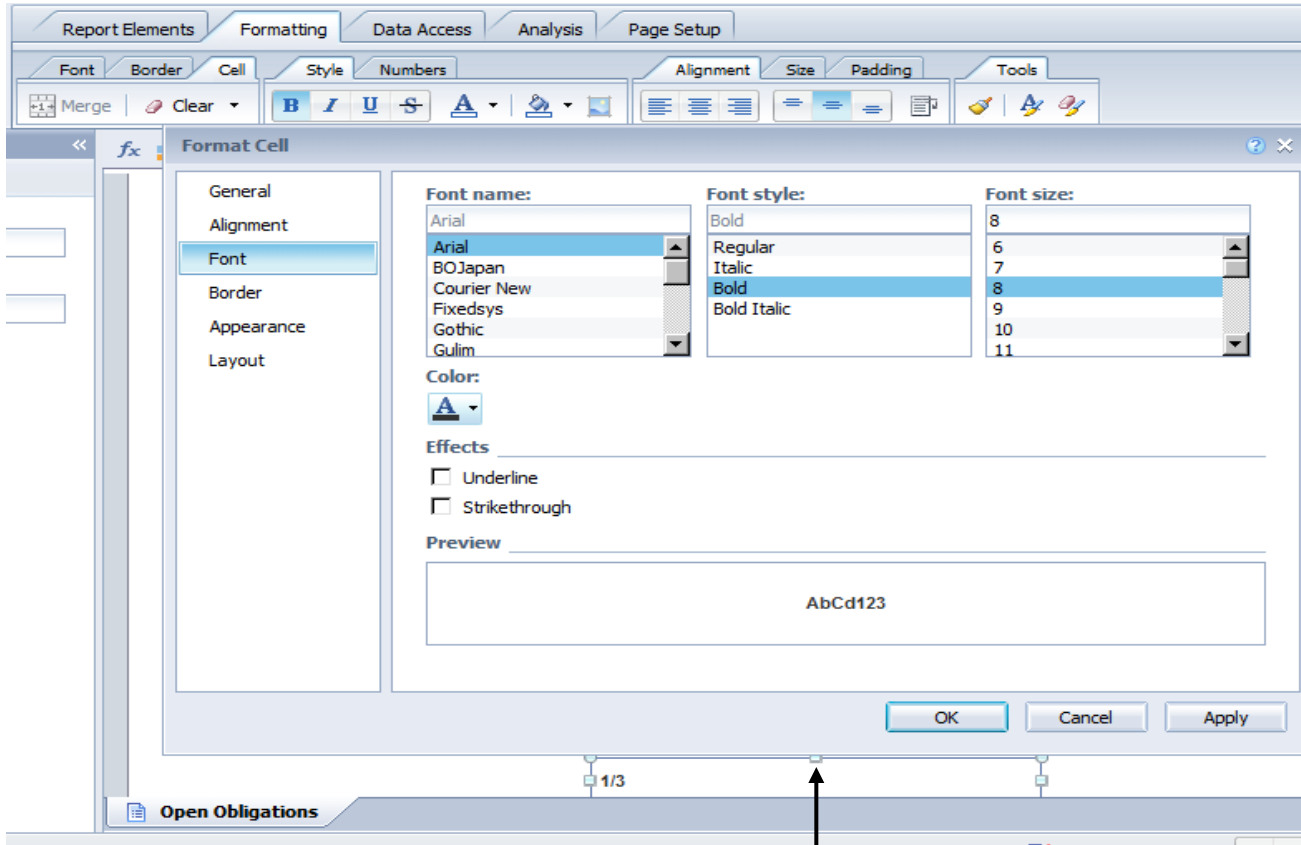 Report Elements Formatting Data Access Analysis Page Setup
Font Border Cell Style Numbers Alignment Size Padding Tools
Merge Clear B I U S A
fx Format Cell
General
Alignment
Font
Border
Appearance
Layout
Font name: Font style: Font size:
Arial Bold 8
Arial Regular 6
BOJapan Italic 7
Courier New Bold 8
Fixedsys Bold Italic 9
Gothic 10
Gulim 11
Color:
A
Effects
Underline
Strikethrough
Preview
AbCd123
OK Cancel Apply
1/3
Open Obligations